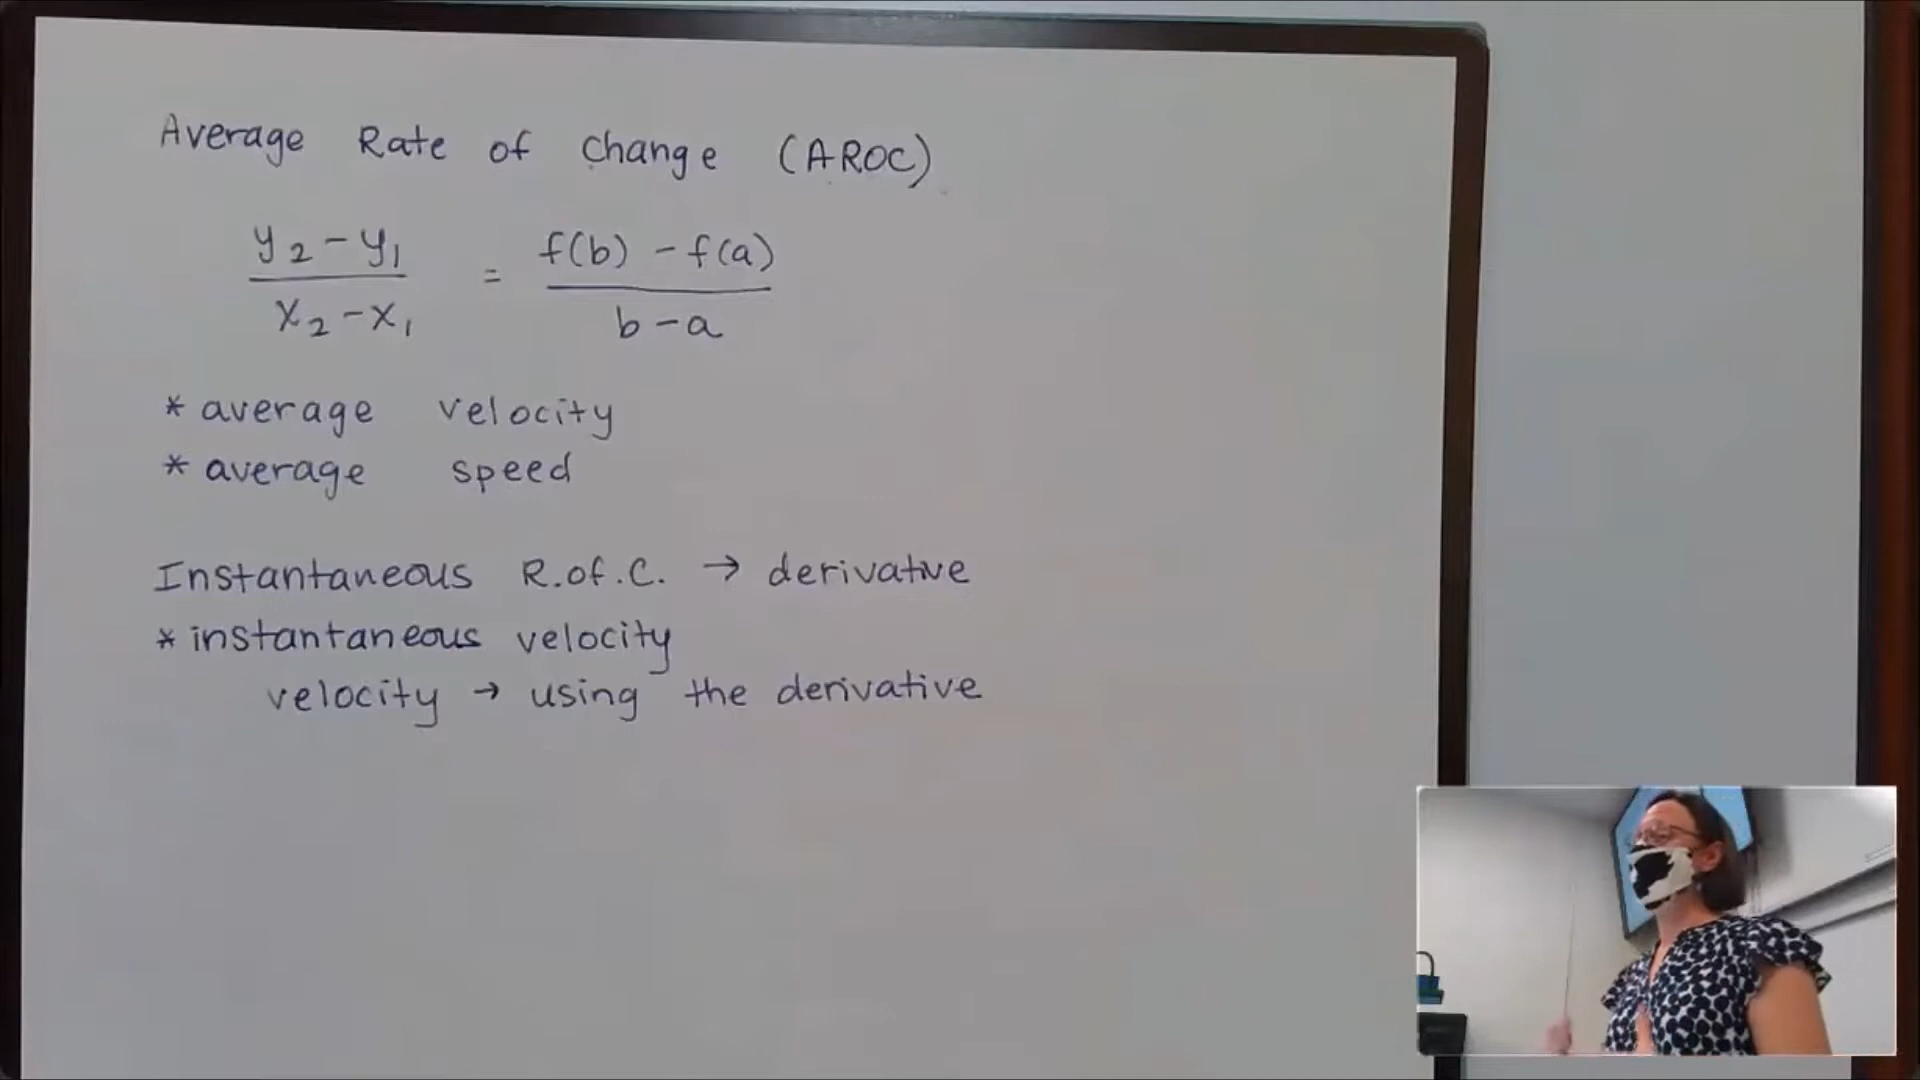 Average Rate of Change (AROC)
y₂-y₁ / x₂-x₁ = f(b) - f(a) / b-a
* average velocity
* average speed
Instantaneous R.of.C. → derivative
* instantaneous velocity
velocity → using the derivative